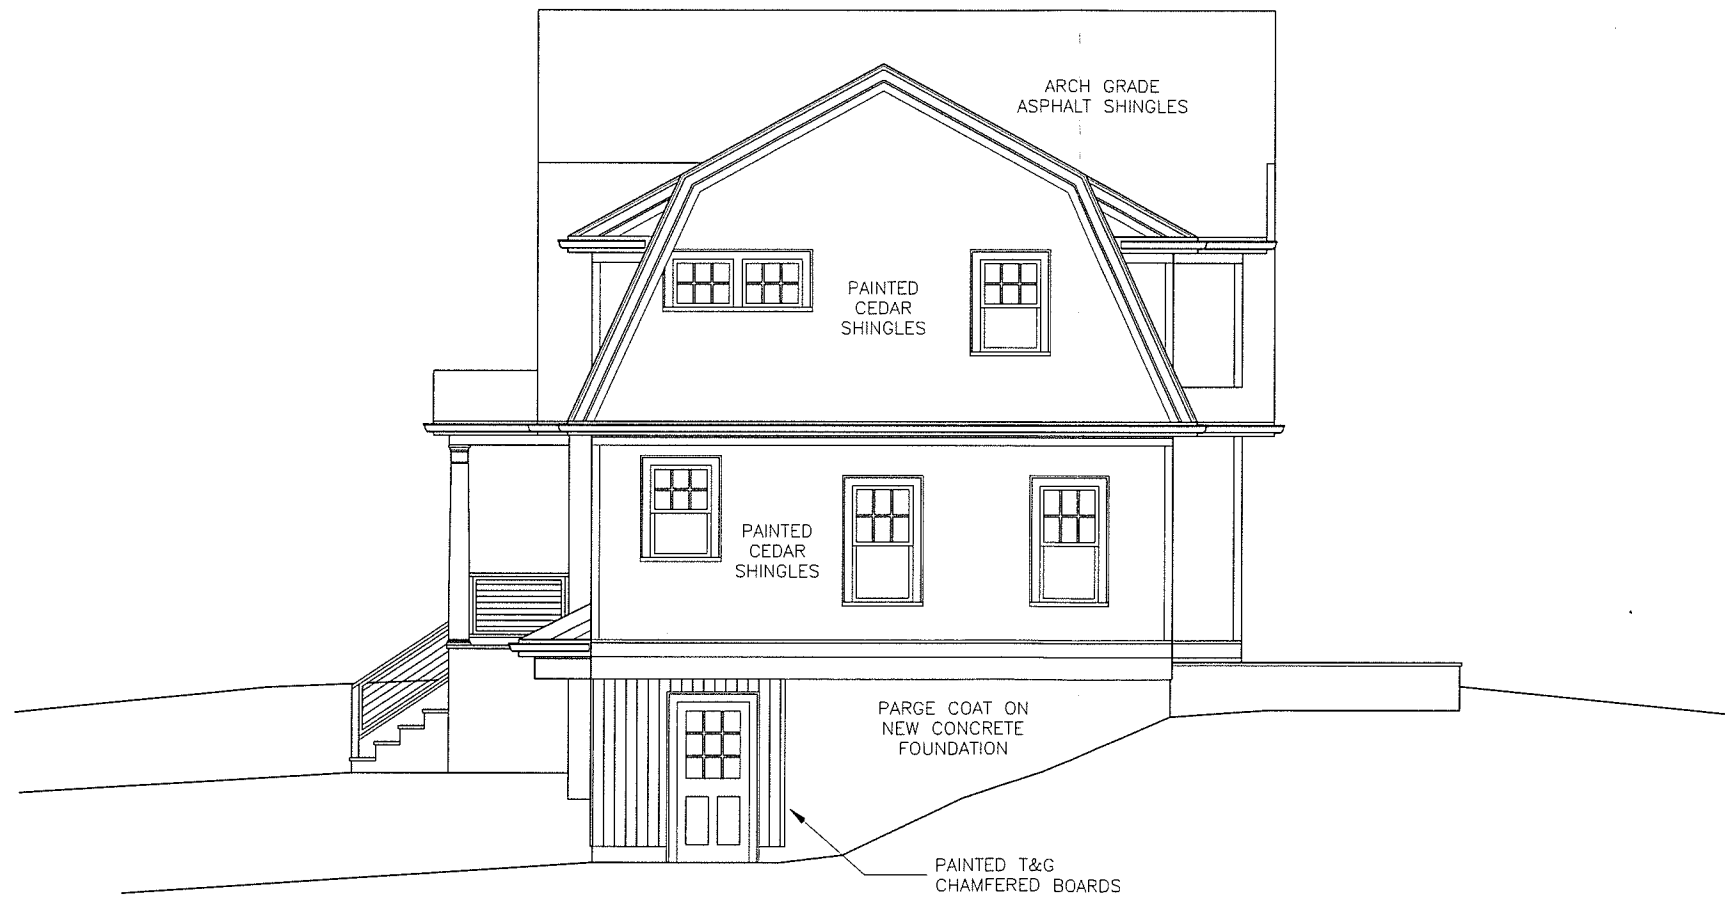 ARCH GRADE
ASPHALT SHINGLES
PAINTED
CEDAR
SHINGLES
PAINTED
CEDAR
SHINGLES
PARGE COAT ON
NEW CONCRETE
FOUNDATION
PAINTED T&G
CHAMFERED BOARDS